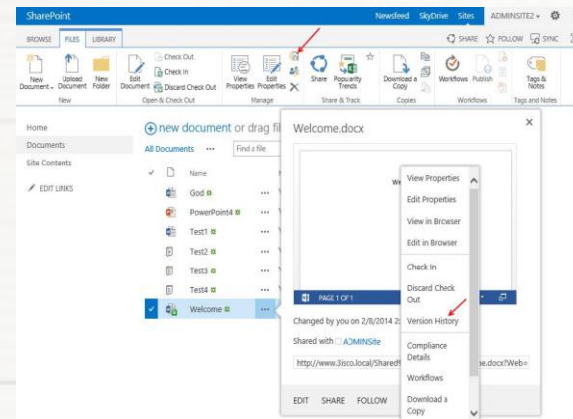 SharePoint
Newsfeed SkyDrive Sites ADMINSITE2
BROWSE FILES LIBRARY
SHARE FOLLOW SYNC
New Document
Upload Document
New Folder
New
Edit Document
Check Out
Check In
Discard Check Out
Open & Check Out
View Properties
Edit Properties
Manage
Share
Popularity Trends
Share & Track
Download a Copy
Copies
Workflows
Publish
Workflows
Tags & Notes
Tags and Notes
Home
Documents
Site Contents
EDIT LINKS
new document or drag fil
All Documents ... Find a file
Name
God ...
PowerPoint4 ...
Test1 ...
Test2 ...
Test3 ...
Test4 ...
Welcome ...
Welcome.docx
We
PAGE 1 OF 1
Changed by you on 2/8/2014 2:
Shared with ADMINSite
http://www.3isco.local/Shared
me.docx?Web=
EDIT SHARE FOLLOW
View Properties
Edit Properties
View in Browser
Edit in Browser
Check In
Discard Check Out
Version History
Compliance Details
Workflows
Download a Copy